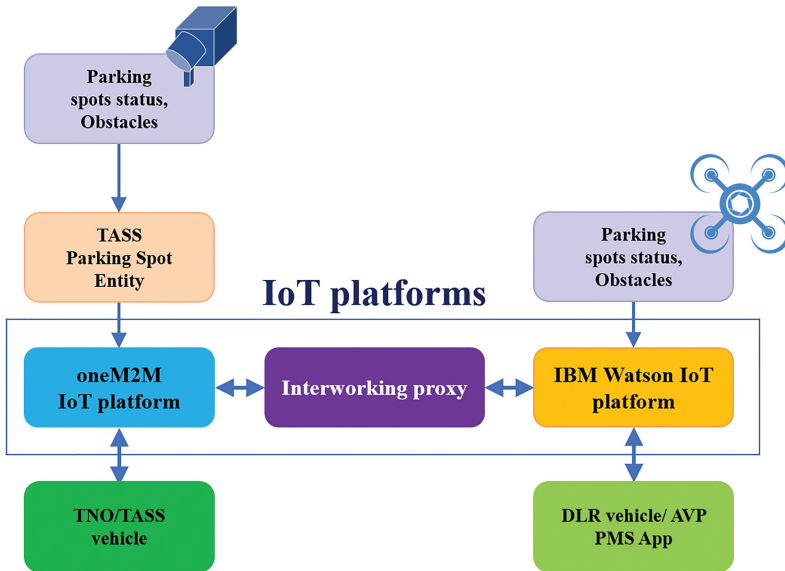 Parking
spots status,
Obstacles
TASS
Parking Spot
Entity
Parking
spots status,
Obstacles
IoT platforms
oneM2M
IoT platform
Interworking proxy
IBM Watson IoT
platform
TNO/TASS
vehicle
DLR vehicle/ AVP
PMS App